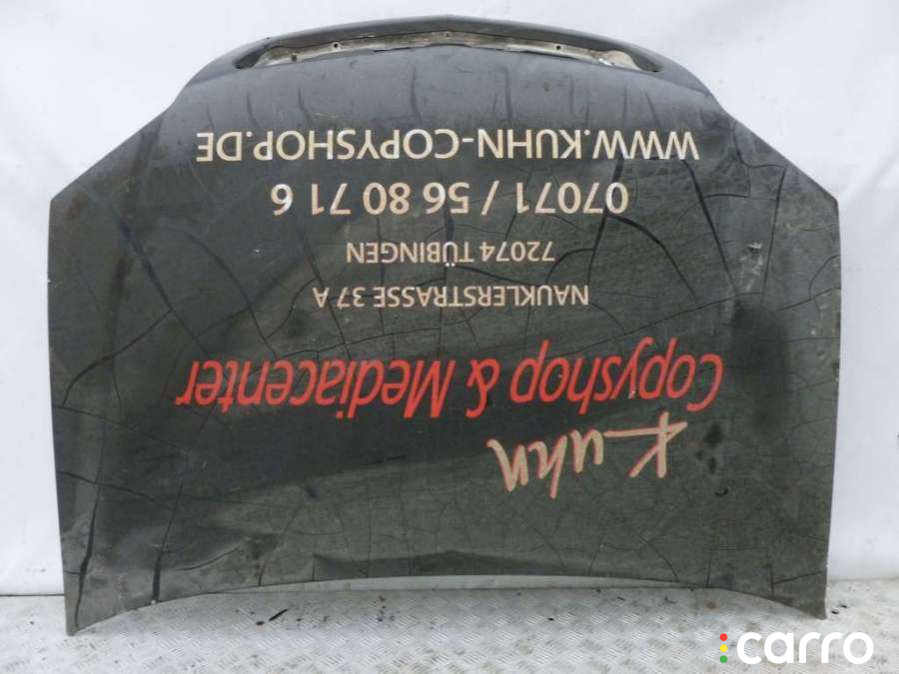 Kuhn
Copyshop & Mediacenter
NAUKLERSTRASSE 37 A
72074 TÜBINGEN
07071 / 56 80 71 6
WWW.KUHN-COPYSHOP.DE
carro